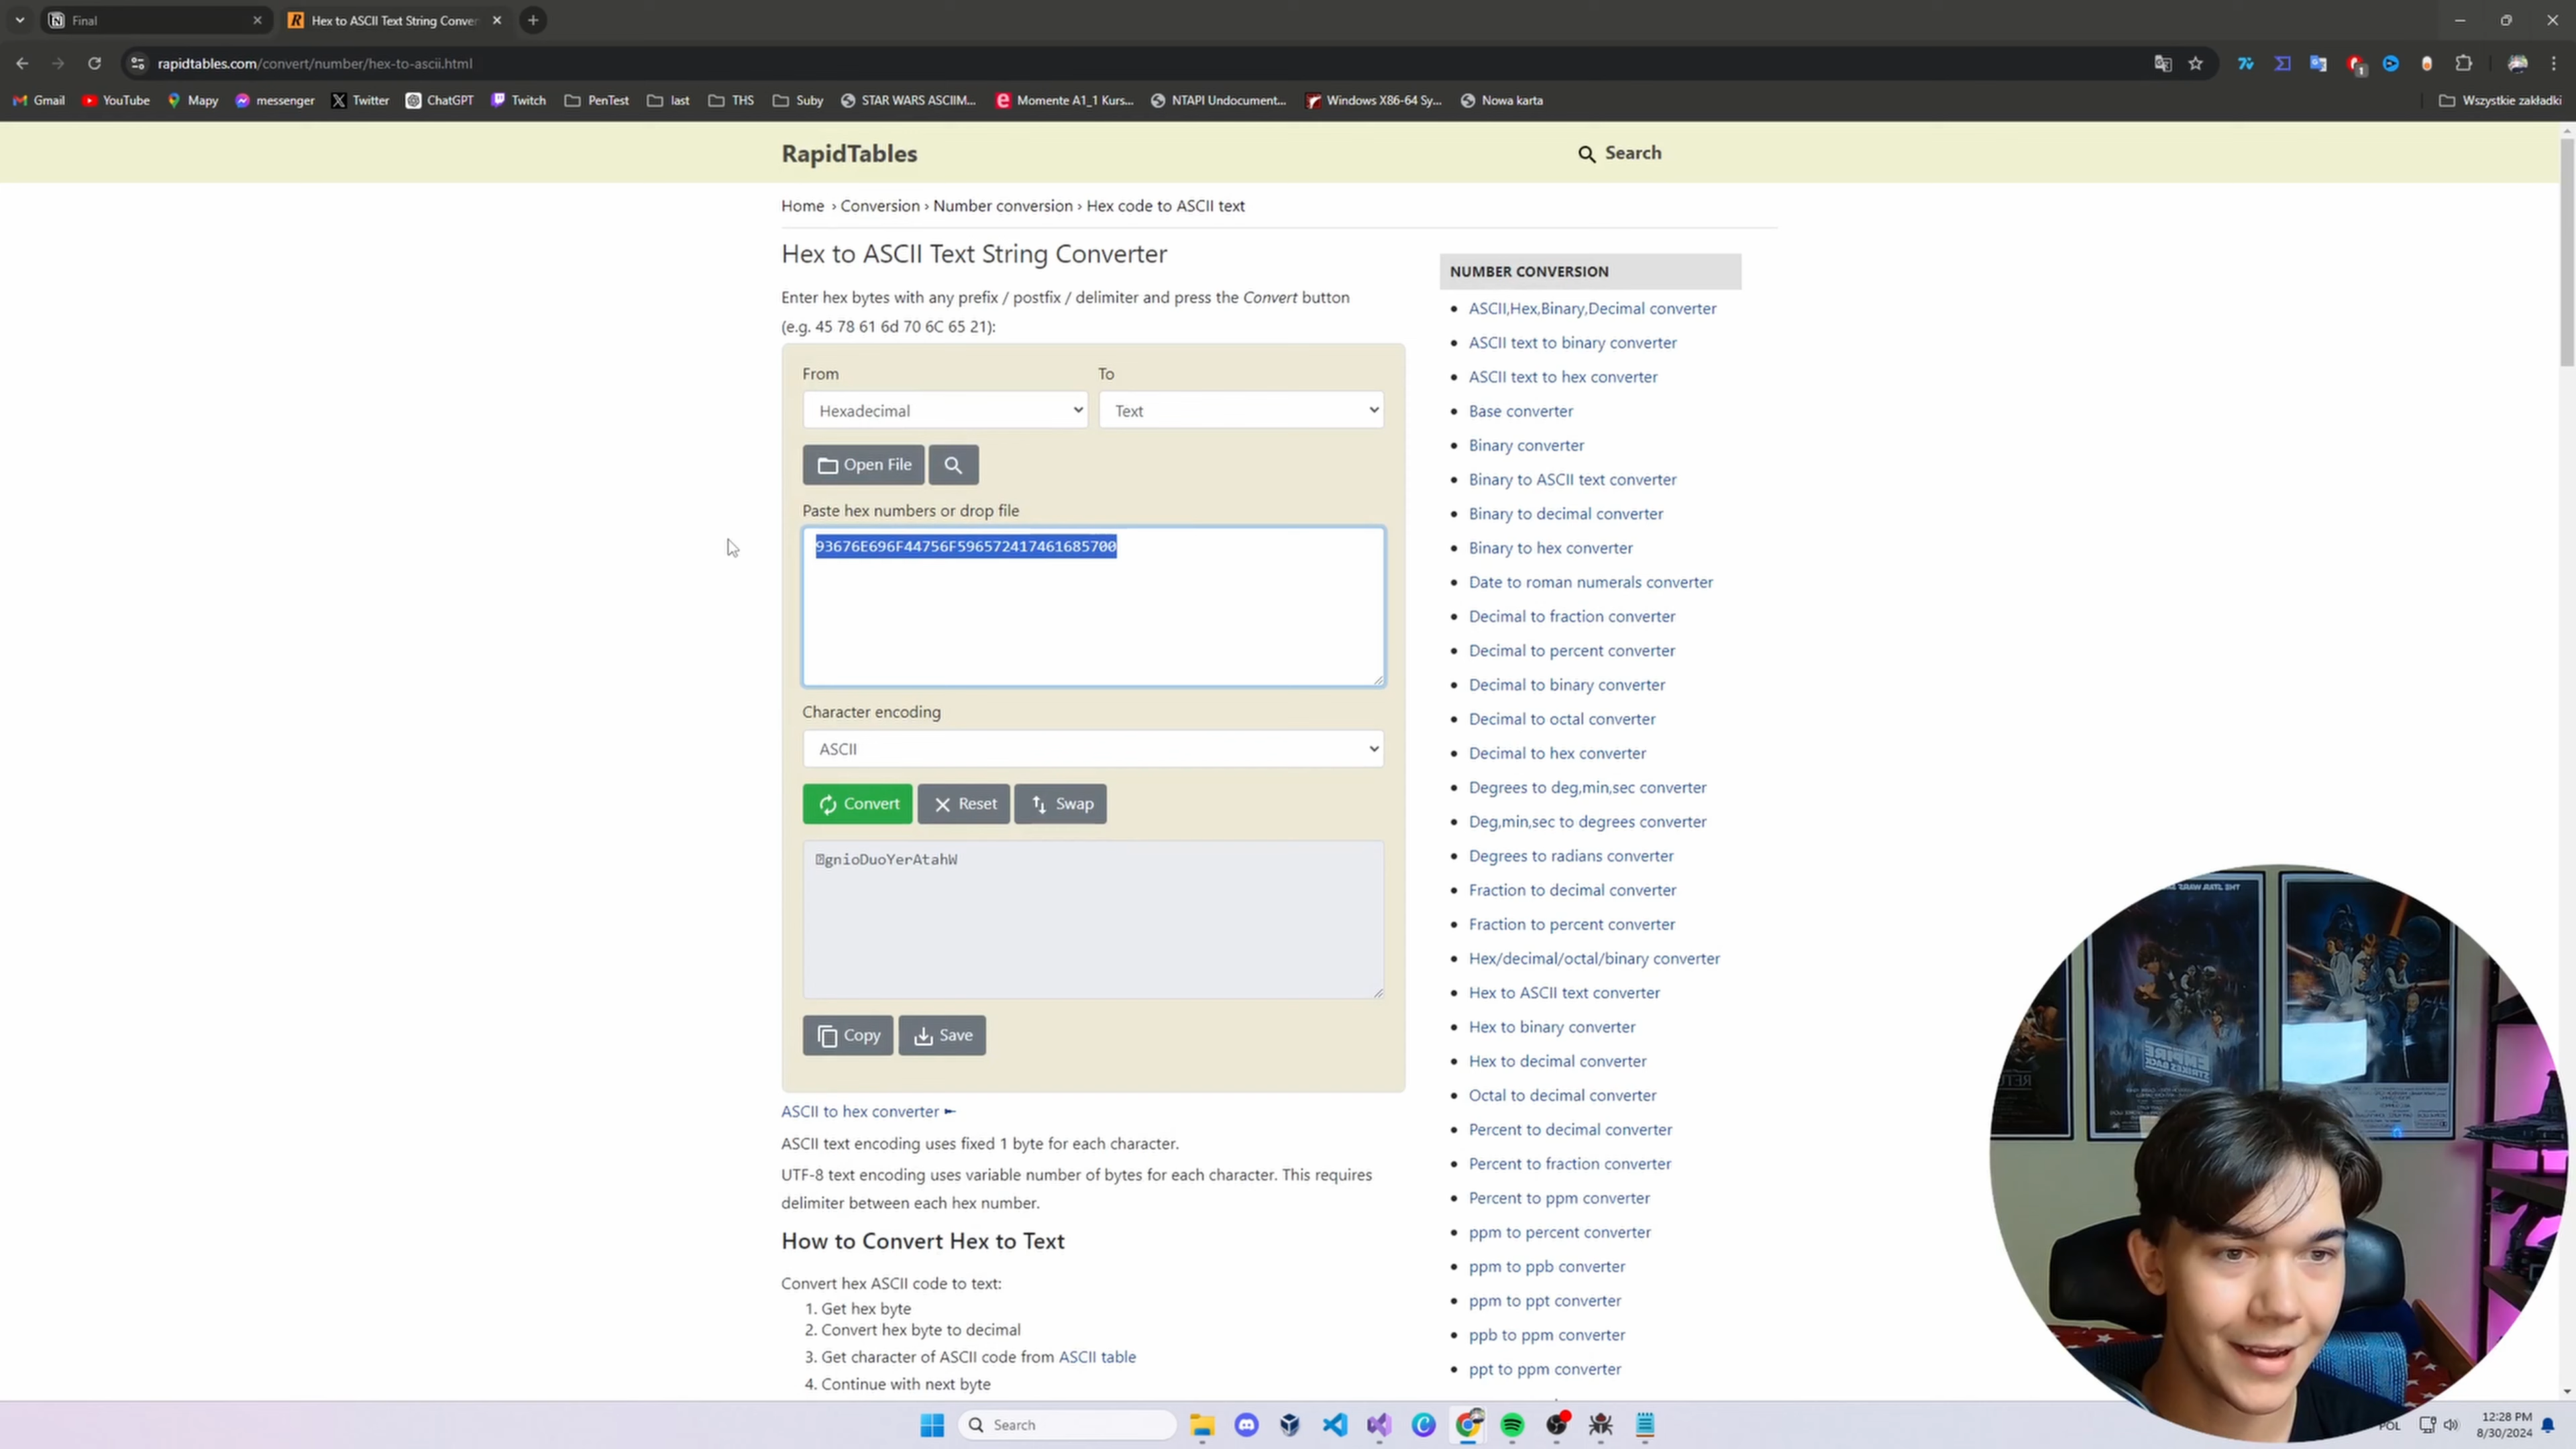 Final
Hex to ASCII Text String Conver
rapidtables.com/convert/number/hex-to-ascii.html
Gmail YouTube Mapy messenger Twitter ChatGPT Twitch PenTest last THS Suby STAR WARS ASCIIM... Momente A1_1 Kurs... NTAPI Undocument... Windows X86-64 Sy... Nowa karta Wszystkie zakładki
RapidTables
Search
Home › Conversion › Number conversion › Hex code to ASCII text
Hex to ASCII Text String Converter
Enter hex bytes with any prefix / postfix / delimiter and press the Convert button
(e.g. 45 78 61 6d 70 6C 65 21):
From To
Hexadecimal Text
Open File
Paste hex numbers or drop file
93676E696F44756F596572417461685700
Character encoding
ASCII
Convert Reset Swap
gnioDuoYerAtahW
Copy Save
ASCII to hex converter ►
ASCII text encoding uses fixed 1 byte for each character.
UTF-8 text encoding uses variable number of bytes for each character. This requires
delimiter between each hex number.
How to Convert Hex to Text
Convert hex ASCII code to text:
1. Get hex byte
2. Convert hex byte to decimal
3. Get character of ASCII code from ASCII table
4. Continue with next byte
NUMBER CONVERSION
ASCII,Hex,Binary,Decimal converter
ASCII text to binary converter
ASCII text to hex converter
Base converter
Binary converter
Binary to ASCII text converter
Binary to decimal converter
Binary to hex converter
Date to roman numerals converter
Decimal to fraction converter
Decimal to percent converter
Decimal to binary converter
Decimal to octal converter
Decimal to hex converter
Degrees to deg,min,sec converter
Deg,min,sec to degrees converter
Degrees to radians converter
Fraction to decimal converter
Fraction to percent converter
Hex/decimal/octal/binary converter
Hex to ASCII text converter
Hex to binary converter
Hex to decimal converter
Octal to decimal converter
Percent to decimal converter
Percent to fraction converter
Percent to ppm converter
ppm to percent converter
ppm to ppb converter
ppm to ppt converter
ppb to ppm converter
ppt to ppm converter
THE STAR WARS SAGA
EMPIRE
STRIKES BACK
RET
Search
POL
12:28 PM
8/30/2024